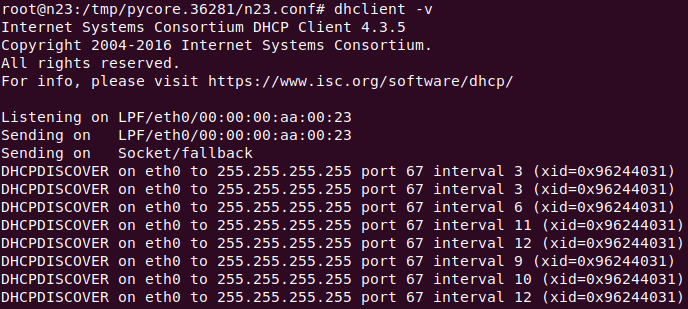 root@n23:/tmp/pycore.36281/n23.conf# dhclient -v
Internet Systems Consortium DHCP Client 4.3.5
Copyright 2004-2016 Internet Systems Consortium.
All rights reserved.
For info, please visit https://www.isc.org/software/dhcp/

Listening on LPF/eth0/00:00:00:aa:00:23
Sending on   LPF/eth0/00:00:00:aa:00:23
Sending on   Socket/fallback
DHCPDISCOVER on eth0 to 255.255.255.255 port 67 interval 3 (xid=0x96244031)
DHCPDISCOVER on eth0 to 255.255.255.255 port 67 interval 3 (xid=0x96244031)
DHCPDISCOVER on eth0 to 255.255.255.255 port 67 interval 6 (xid=0x96244031)
DHCPDISCOVER on eth0 to 255.255.255.255 port 67 interval 11 (xid=0x96244031)
DHCPDISCOVER on eth0 to 255.255.255.255 port 67 interval 12 (xid=0x96244031)
DHCPDISCOVER on eth0 to 255.255.255.255 port 67 interval 9 (xid=0x96244031)
DHCPDISCOVER on eth0 to 255.255.255.255 port 67 interval 10 (xid=0x96244031)
DHCPDISCOVER on eth0 to 255.255.255.255 port 67 interval 12 (xid=0x96244031)